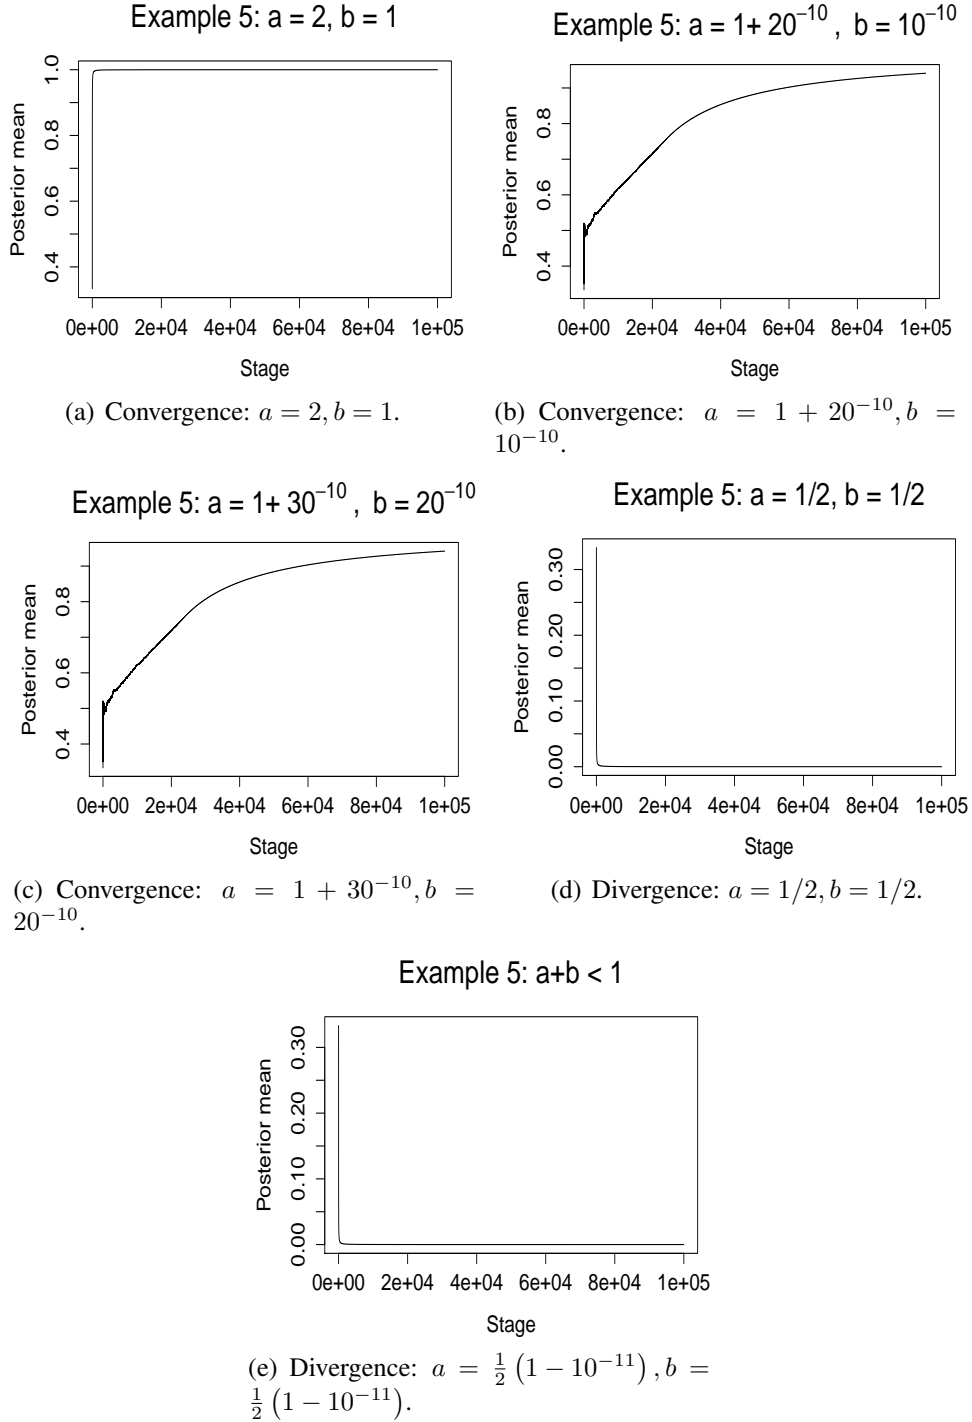 Example 5: a = 2, b = 1
Posterior mean
0.4 0.6 0.8 1.0
0e+00 2e+04 4e+04 6e+04 8e+04 1e+05
Stage
(a) Convergence: a = 2, b = 1.
Example 5: a = 1+ 20^{−10} , b = 10^{−10}
Posterior mean
0.4 0.6 0.8
0e+00 2e+04 4e+04 6e+04 8e+04 1e+05
Stage
(b) Convergence: a = 1 + 20^{−10}, b =
10^{−10}.
Example 5: a = 1+ 30^{−10} , b = 20^{−10}
Posterior mean
0.4 0.6 0.8
0e+00 2e+04 4e+04 6e+04 8e+04 1e+05
Stage
(c) Convergence: a = 1 + 30^{−10}, b =
20^{−10}.
Example 5: a = 1/2, b = 1/2
Posterior mean
0.00 0.10 0.20 0.30
0e+00 2e+04 4e+04 6e+04 8e+04 1e+05
Stage
(d) Divergence: a = 1/2, b = 1/2.
Example 5: a+b < 1
Posterior mean
0.00 0.10 0.20 0.30
0e+00 2e+04 4e+04 6e+04 8e+04 1e+05
Stage
(e) Divergence: a = \frac{1}{2} (1 − 10^{−11}), b =
\frac{1}{2} (1 − 10^{−11}).